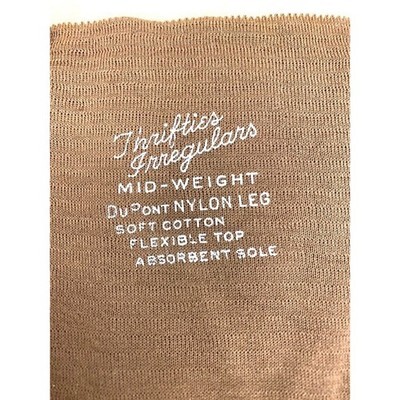 Thrifties
Irregulars
MID-WEIGHT
DUPONT NYLON LEG
SOFT COTTON
FLEXIBLE TOP
ABSORBENT SOLE